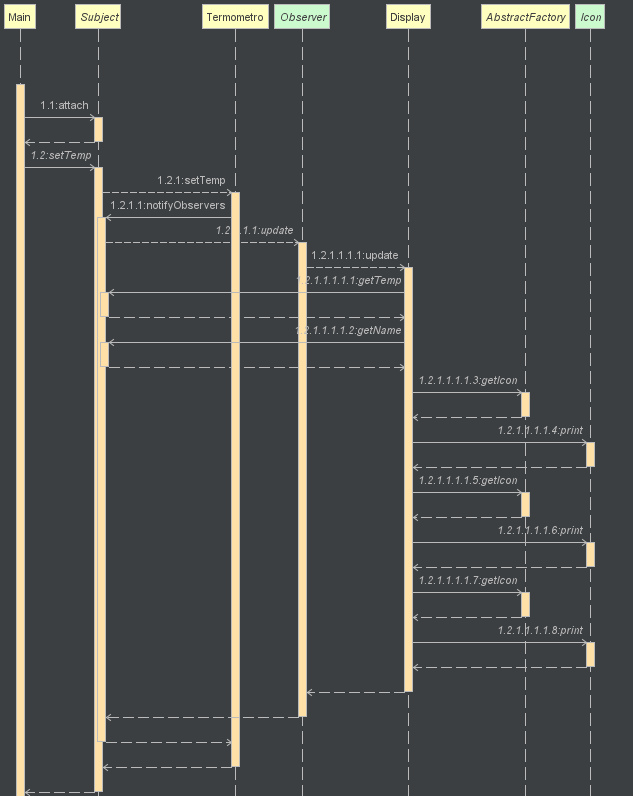 Main
Subject
Termometro
Observer
Display
AbstractFactory
Icon
1.1:attach
1.2:setTemp
1.2.1:setTemp
1.2.1.1:notifyObservers
1.2.1.1.1:update
1.2.1.1.1.1:update
1.2.1.1.1.1.1:getTemp
1.2.1.1.1.1.2:getName
1.2.1.1.1.1.3:getIcon
1.2.1.1.1.1.4:print
1.2.1.1.1.1.5:getIcon
1.2.1.1.1.1.6:print
1.2.1.1.1.1.7:getIcon
1.2.1.1.1.1.8:print